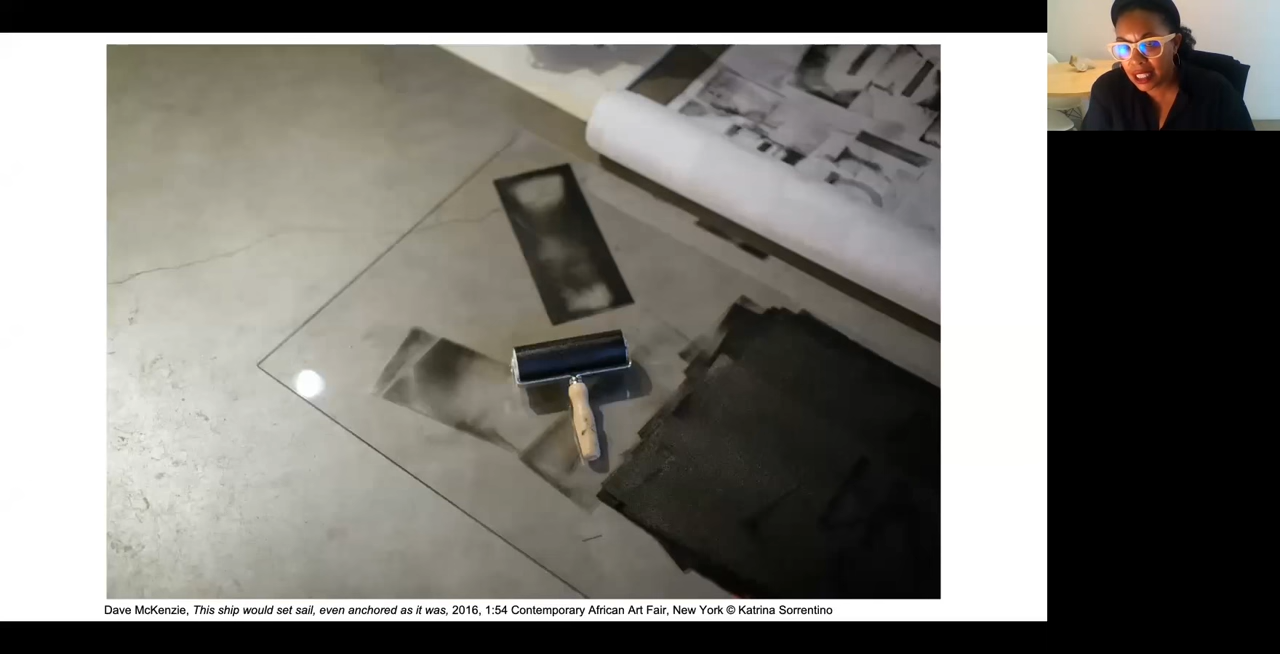 Dave McKenzie, This ship would set sail, even anchored as it was, 2016, 1:54 Contemporary African Art Fair, New York © Katrina Sorrentino